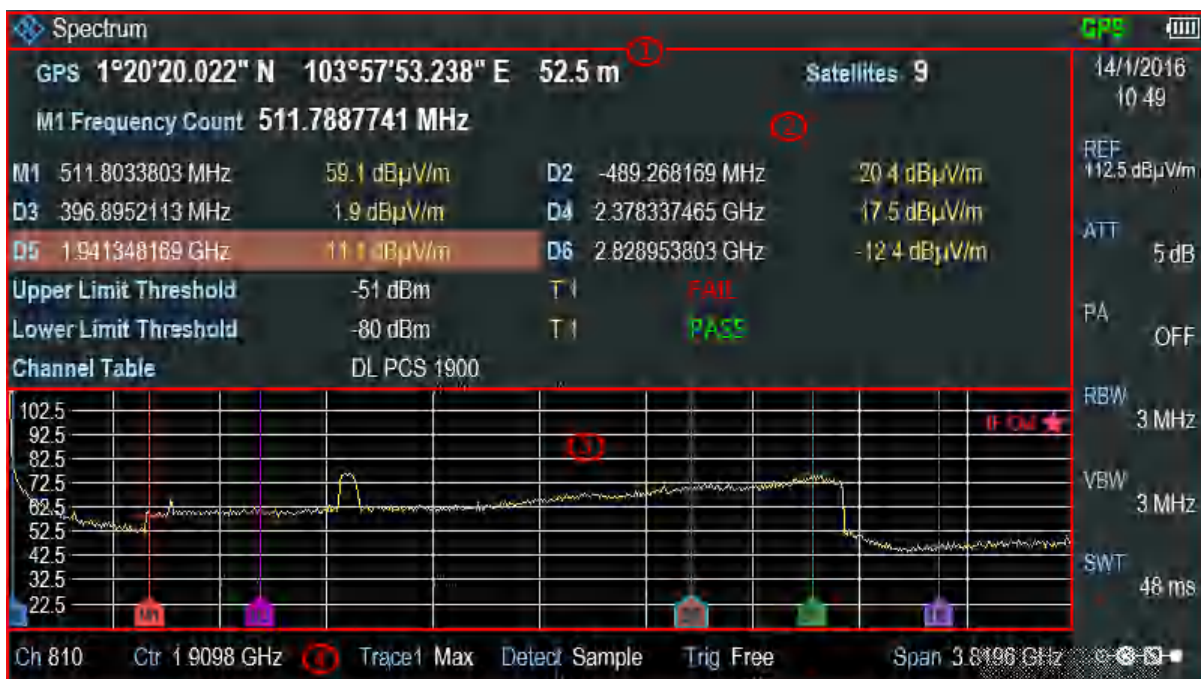 Spectrum GPS
①
GPS 1°20'20.022" N 103°57'53.238" E 52.5 m Satellites 9
14/1/2016
10:49
M1 Frequency Count 511.7887741 MHz
②
M1 511.8033803 MHz 59.1 dBµV/m D2 -489.268169 MHz 20.4 dBµV/m
D3 396.8952113 MHz 1.9 dBµV/m D4 2.378337465 GHz 17.5 dBµV/m
D5 1.941348169 GHz 11.1 dBµV/m D6 2.828953803 GHz -12.4 dBµV/m
Upper Limit Threshold -51 dBm T1 FAIL
Lower Limit Threshold -80 dBm T1 PASS
Channel Table DL PCS 1900
REF
112.5 dBµV/m
ATT
5 dB
PA
OFF
RBW
3 MHz
VBW
3 MHz
SWT
48 ms
102.5
92.5
82.5
72.5
62.5
52.5
42.5
32.5
22.5
③
M1
Ch 810 Ctr 1.9098 GHz ④ Trace1 Max Detect Sample Trig Free Span 3.8196 GHz